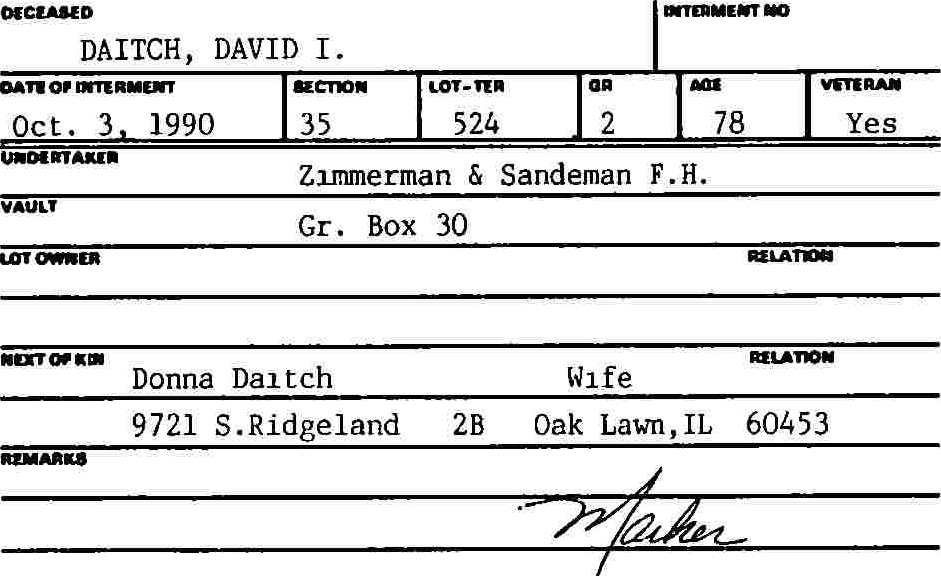 DECEASED INTERMENT NO
DAITCH, DAVID I.
DATE OF INTERMENT SECTION LOT-TER GR AGE VETERAN
Oct. 3, 1990 35 524 2 78 Yes
UNDERTAKER
Zimmerman & Sandeman F.H.
VAULT
Gr. Box 30
LOT OWNER RELATION
NEXT OF KIN RELATION
Donna Daitch Wife
9721 S.Ridgeland 2B Oak Lawn,IL 60453
REMARKS
Marker